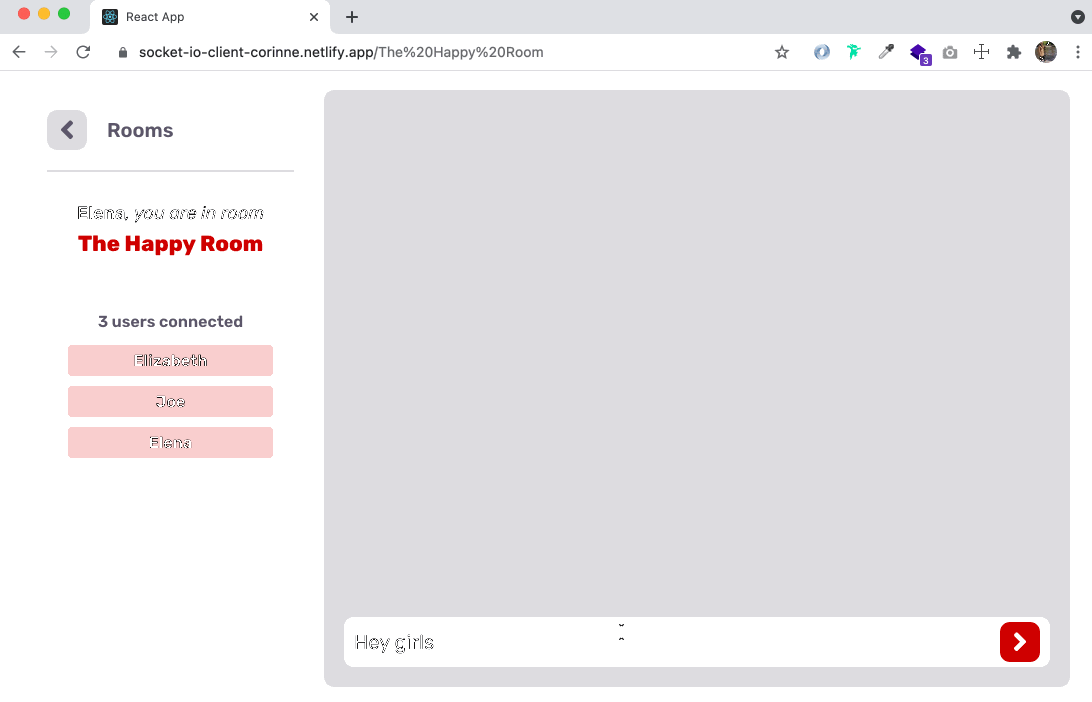 React App
socket-io-client-corinne.netlify.app/The%20Happy%20Room
3
Rooms
Elena, you are in room
The Happy Room
3 users connected
Elizabeth
Joe
Elena
Hey girls